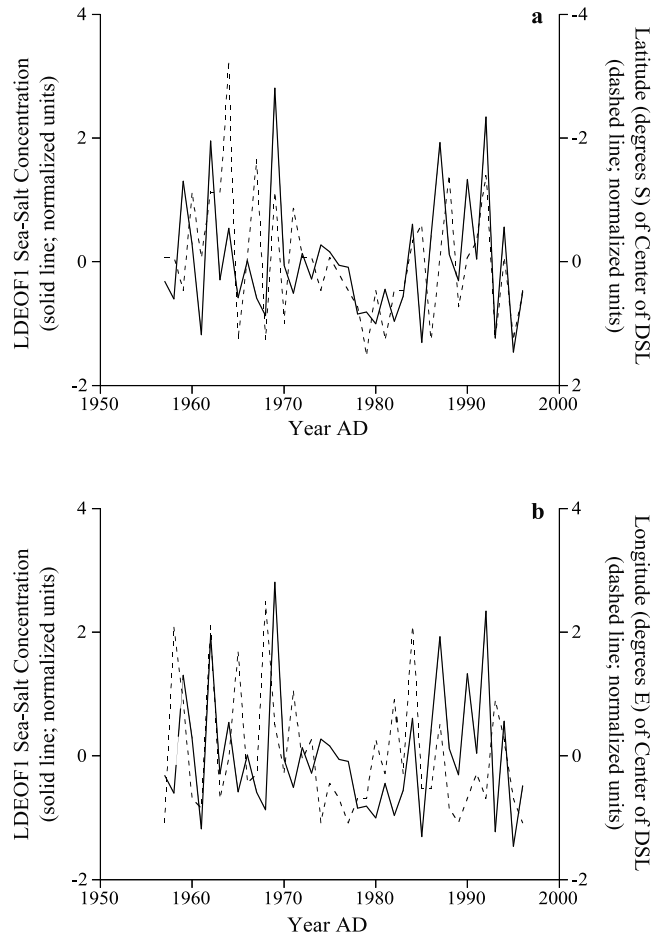 a
4
2
0
-2
LDEOF1 Sea-Salt Concentration
(solid line; normalized units)
-4
-2
0
2
Latitude (degrees S) of Center of DSL
(dashed line; normalized units)
1950 1960 1970 1980 1990 2000
Year AD
b
4
2
0
-2
LDEOF1 Sea-Salt Concentration
(solid line; normalized units)
4
2
0
-2
Longitude (degrees E) of Center of DSL
(dashed line; normalized units)
1950 1960 1970 1980 1990 2000
Year AD